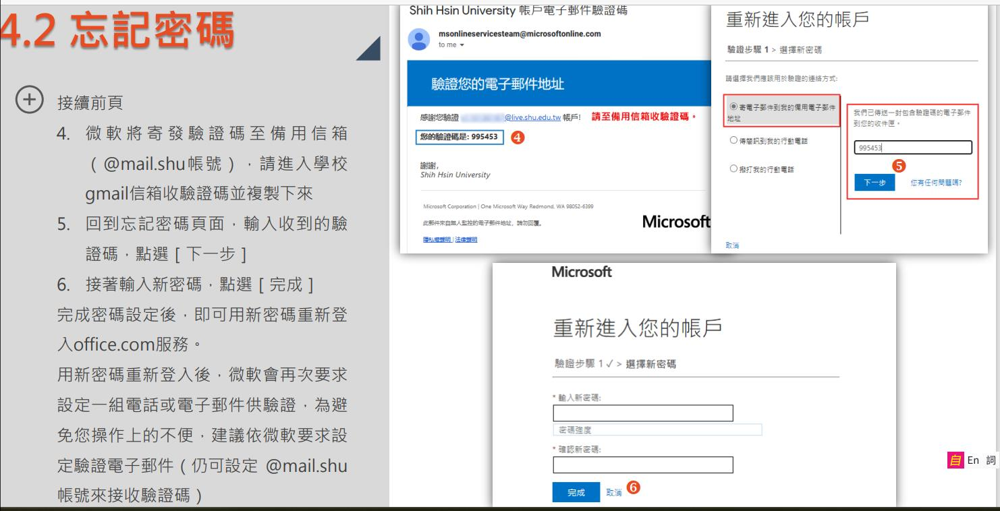 4.2 忘記密碼
接續前頁
4. 微軟將寄發驗證碼至備用信箱
（@mail.shu帳號），請進入學校
gmail信箱收驗證碼並複製下來
5. 回到忘記密碼頁面，輸入收到的驗
證碼，點選［下一步］
6. 接著輸入新密碼，點選［完成］
完成密碼設定後，即可用新密碼重新登
入office.com服務。
用新密碼重新登入後，微軟會再次要求
設定一組電話或電子郵件供驗證，為避
免您操作上的不便，建議依微軟要求設
定驗證電子郵件（仍可設定 @mail.shu
帳號來接收驗證碼）
Shih Hsin University 帳戶電子郵件驗證碼
msonlineservicesteam@microsoftonline.com
to me
驗證您的電子郵件地址
感謝您驗證 @live.shu.edu.tw 帳戶! 請至備用信箱收驗證碼。
您的驗證碼是: 995453 4
謝謝,
Shih Hsin University
Microsoft Corporation | One Microsoft Way Redmond, WA 98052-6399
此郵件來自無人監控的電子郵件地址，請勿回覆。
隱私權聲明 | 法律聲明
Microsoft
重新進入您的帳戶
驗證步驟 1 > 選擇新密碼
請選擇我們應該用於驗證的連絡方式:
寄電子郵件到我的備用電子郵件
地址
傳簡訊到我的行動電話
撥打我的行動電話
我們已傳送一封包含驗證碼的電子郵件
到您的收件匣。
995453
5
下一步 您有任何問題嗎?
取消
Microsoft
重新進入您的帳戶
驗證步驟 1 ✓ > 選擇新密碼
* 輸入新密碼:
密碼強度
* 確認新密碼:
完成 取消 6
自 En 詞